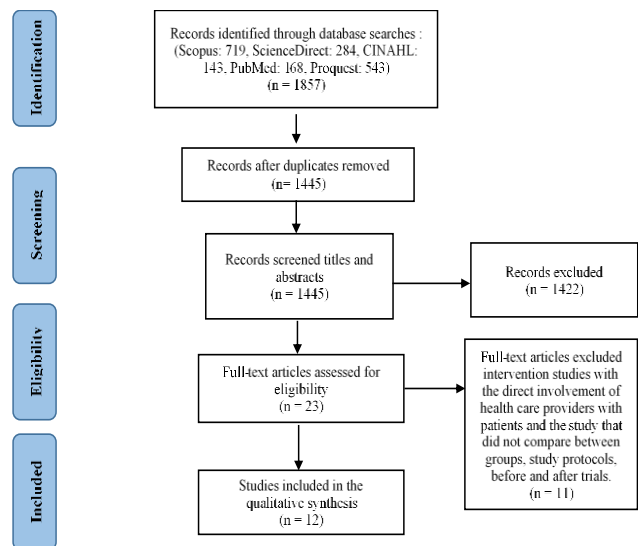 Identification
Records identified through database searches :
(Scopus: 719, ScienceDirect: 284, CINAHL:
143, PubMed: 168, Proquest: 543)
(n = 1857)
Records after duplicates removed
(n= 1445)
Screening
Records screened titles and
abstracts
(n = 1445)
Records excluded
(n = 1422)
Eligibility
Full-text articles assessed for
eligibility
(n = 23)
Full-text articles excluded
intervention studies with
the direct involvement of
health care providers with
patients and the study that
did not compare between
groups, study protocols,
before and after trials.
(n = 11)
Included
Studies included in the
qualitative synthesis
(n = 12)